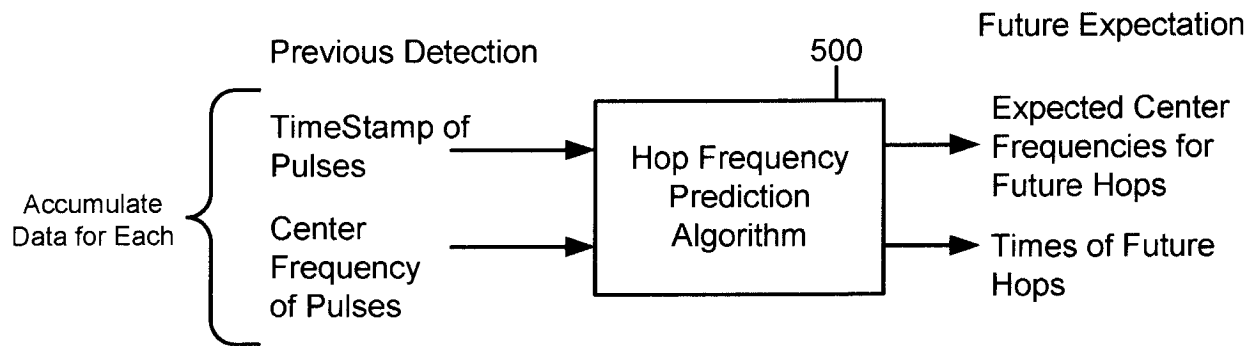 Previous Detection
500
Future Expectation
Accumulate
Data for Each
TimeStamp of
Pulses
Center
Frequency
of Pulses
Hop Frequency
Prediction
Algorithm
Expected Center
Frequencies for
Future Hops
Times of Future
Hops